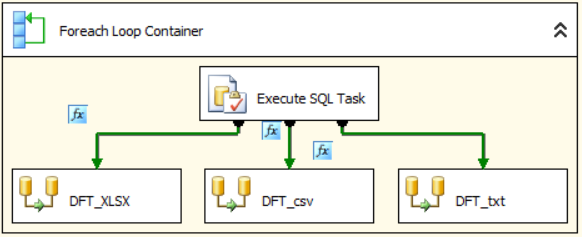 Foreach Loop Container
Execute SQL Task
fx
fx
fx
DFT_XLSX
DFT_csv
DFT_txt